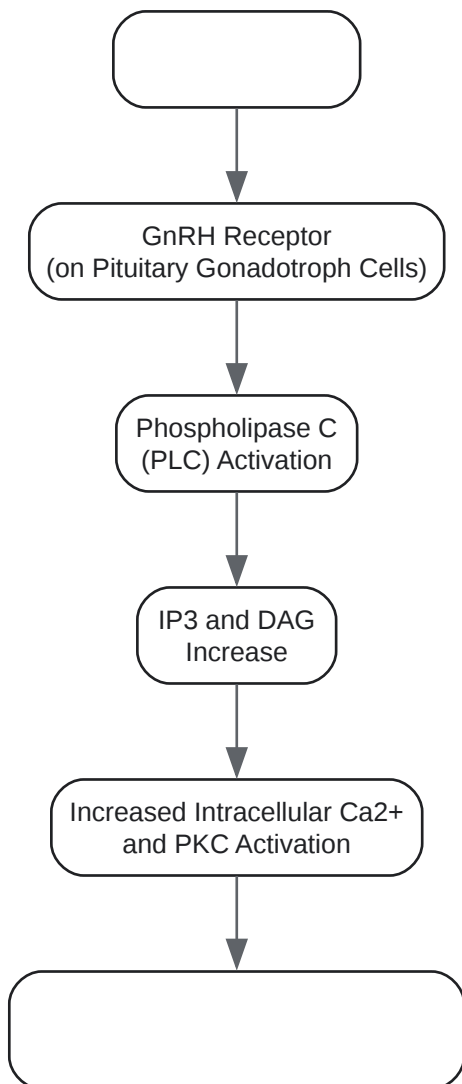 GnRH Receptor
(on Pituitary Gonadotroph Cells)
Phospholipase C
(PLC) Activation
IP3 and DAG
Increase
Increased Intracellular Ca2+
and PKC Activation